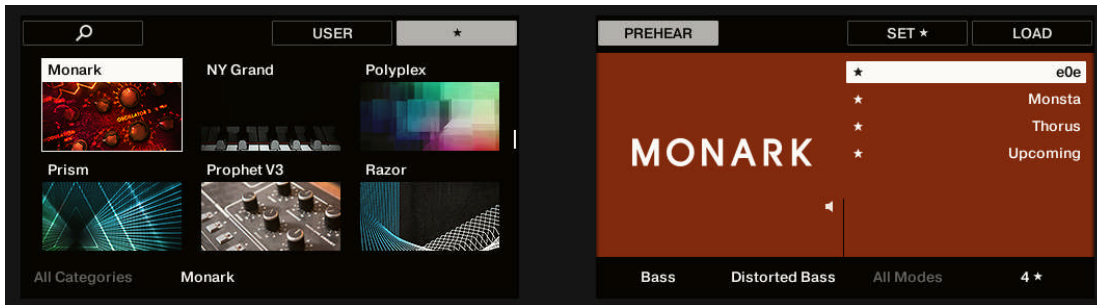 USER ★
Monark NY Grand Polyplex
OSCILLATORS
Prism Prophet V3 Razor
All Categories Monark
PREHEAR SET ★ LOAD
★ e0e
★ Monsta
★ Thorus
★ Upcoming
MONARK
Bass Distorted Bass All Modes 4 ★